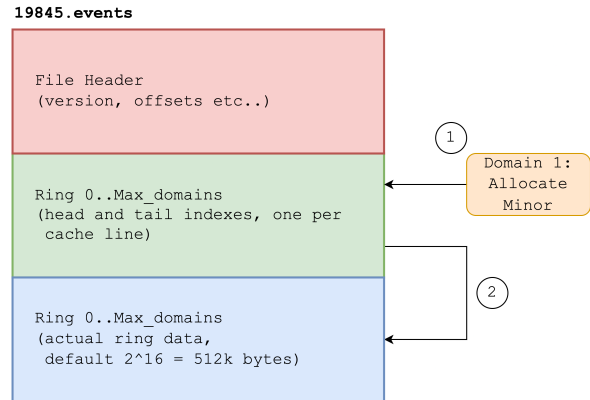 19845.events
File Header
(version, offsets etc..)
1
Domain 1:
Allocate
Minor
Ring 0..Max_domains
(head and tail indexes, one per
cache line)
2
Ring 0..Max_domains
(actual ring data,
default 2^16 = 512k bytes)